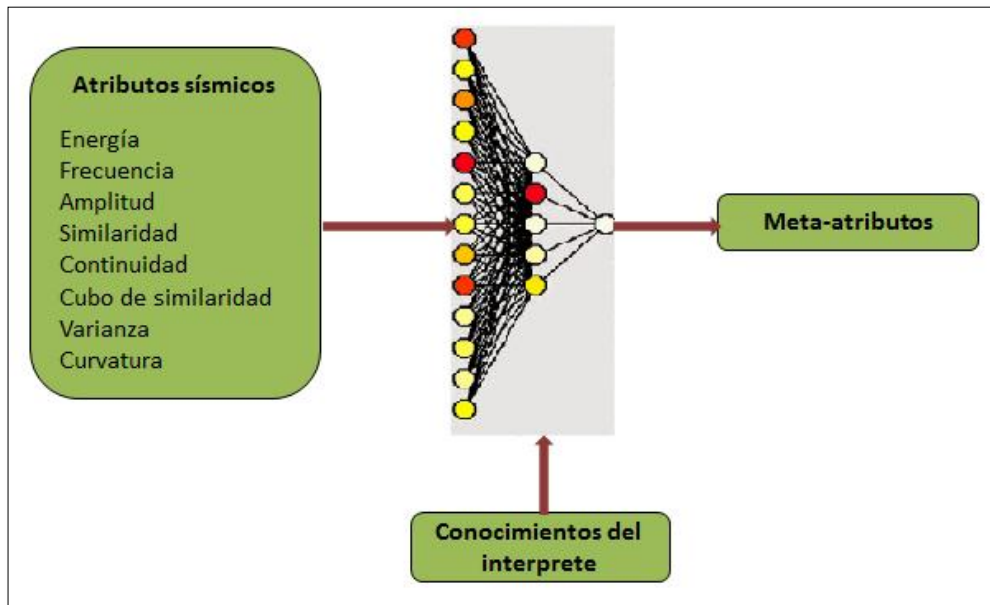 Atributos sísmicos
Energía
Frecuencia
Amplitud
Similaridad
Continuidad
Cubo de similaridad
Varianza
Curvatura
Meta-atributos
Conocimientos del
interprete